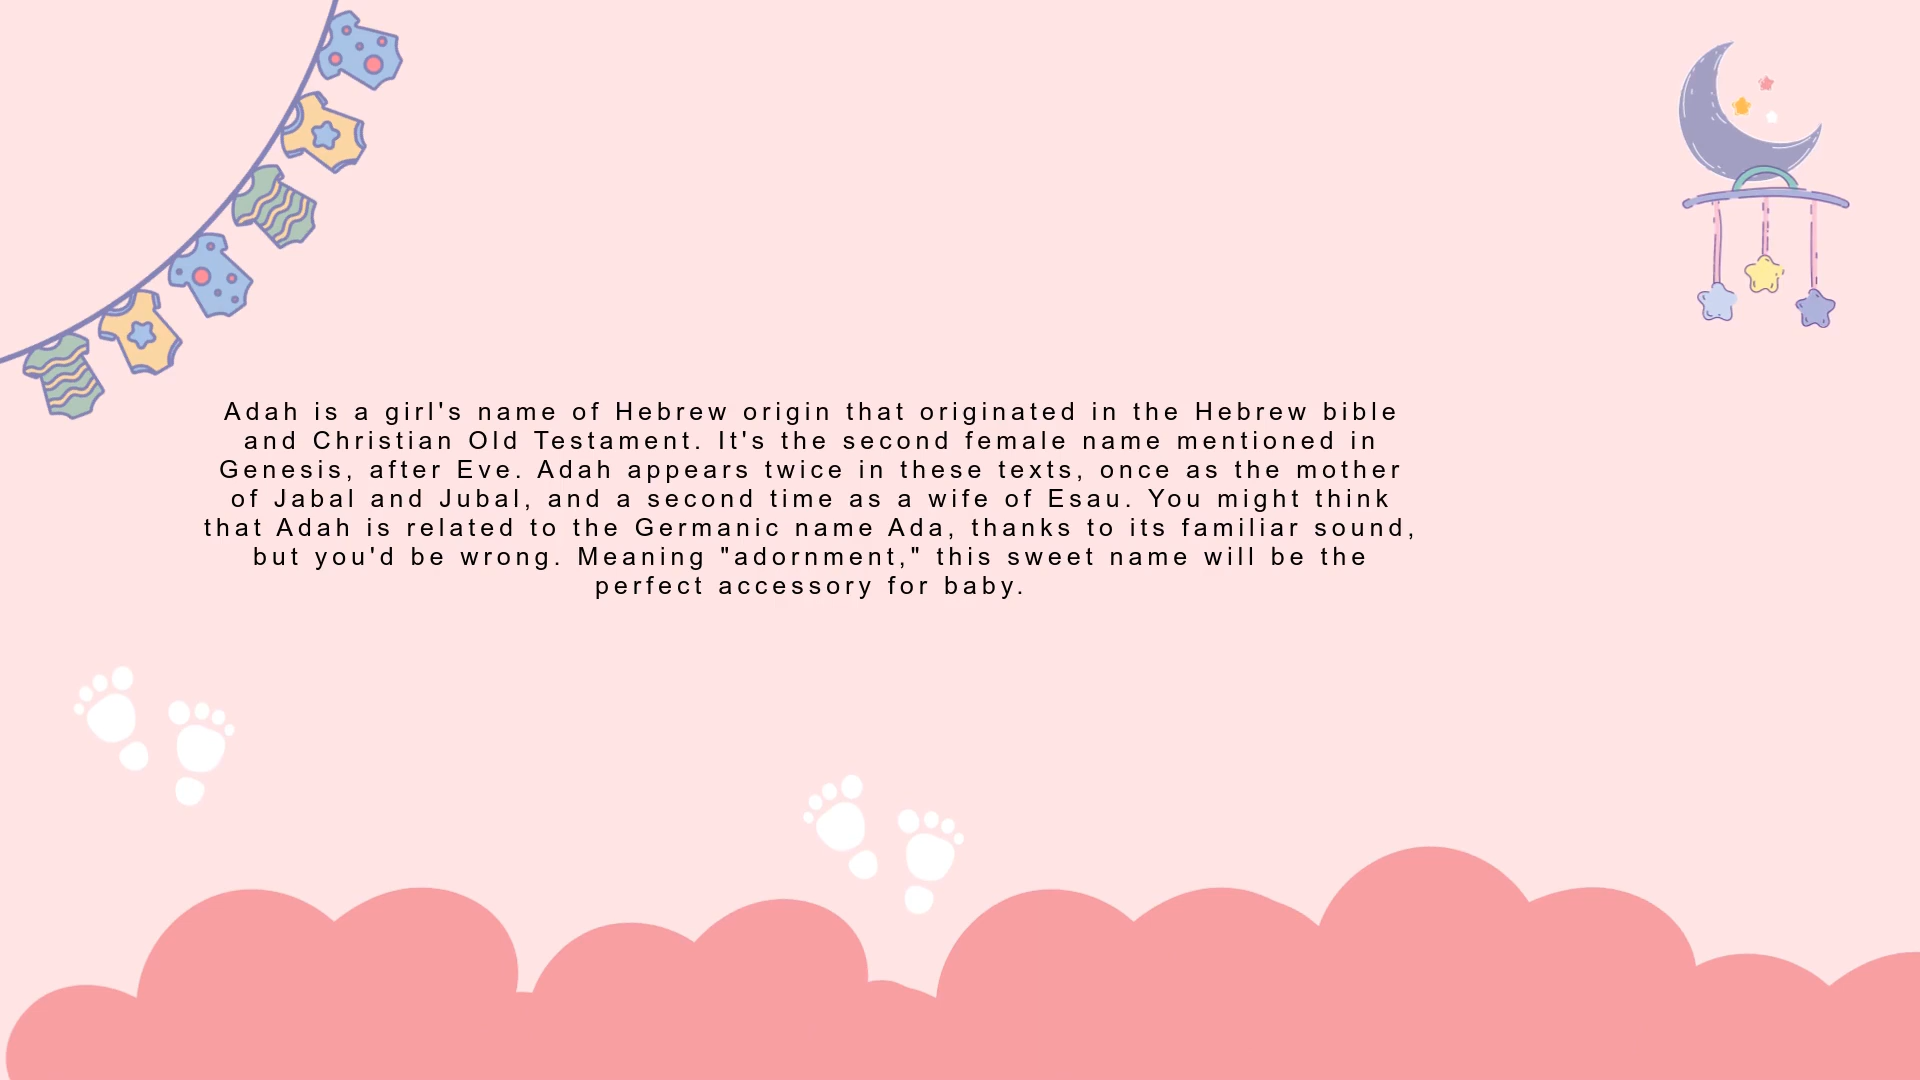 Adah is a girl's name of Hebrew origin that originated in the Hebrew bible
and Christian Old Testament. It's the second female name mentioned in
Genesis, after Eve. Adah appears twice in these texts, once as the mother
of Jabal and Jubal, and a second time as a wife of Esau. You might think
that Adah is related to the Germanic name Ada, thanks to its familiar sound,
but you'd be wrong. Meaning "adornment," this sweet name will be the
perfect accessory for baby.